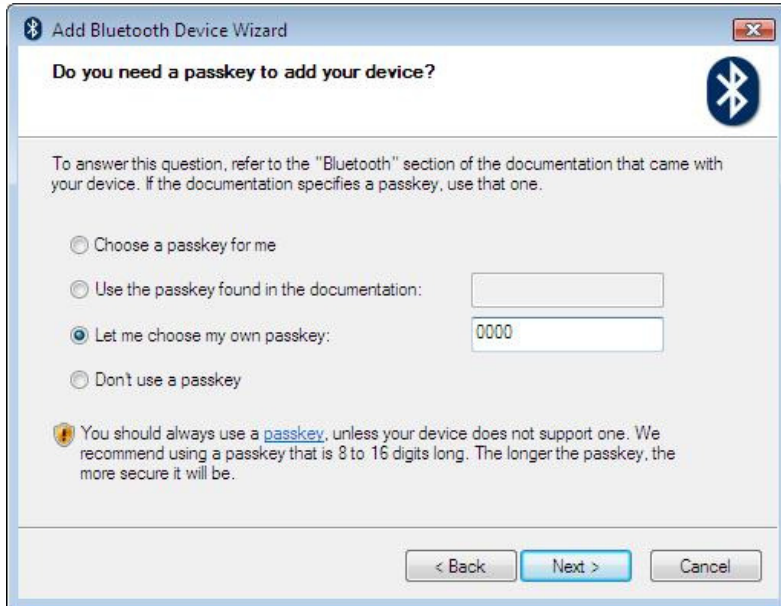 Add Bluetooth Device Wizard
Do you need a passkey to add your device?
To answer this question, refer to the "Bluetooth" section of the documentation that came with
your device. If the documentation specifies a passkey, use that one.
Choose a passkey for me
Use the passkey found in the documentation:
Let me choose my own passkey: 0000
Don't use a passkey
You should always use a passkey, unless your device does not support one. We
recommend using a passkey that is 8 to 16 digits long. The longer the passkey, the
more secure it will be.
< Back Next > Cancel